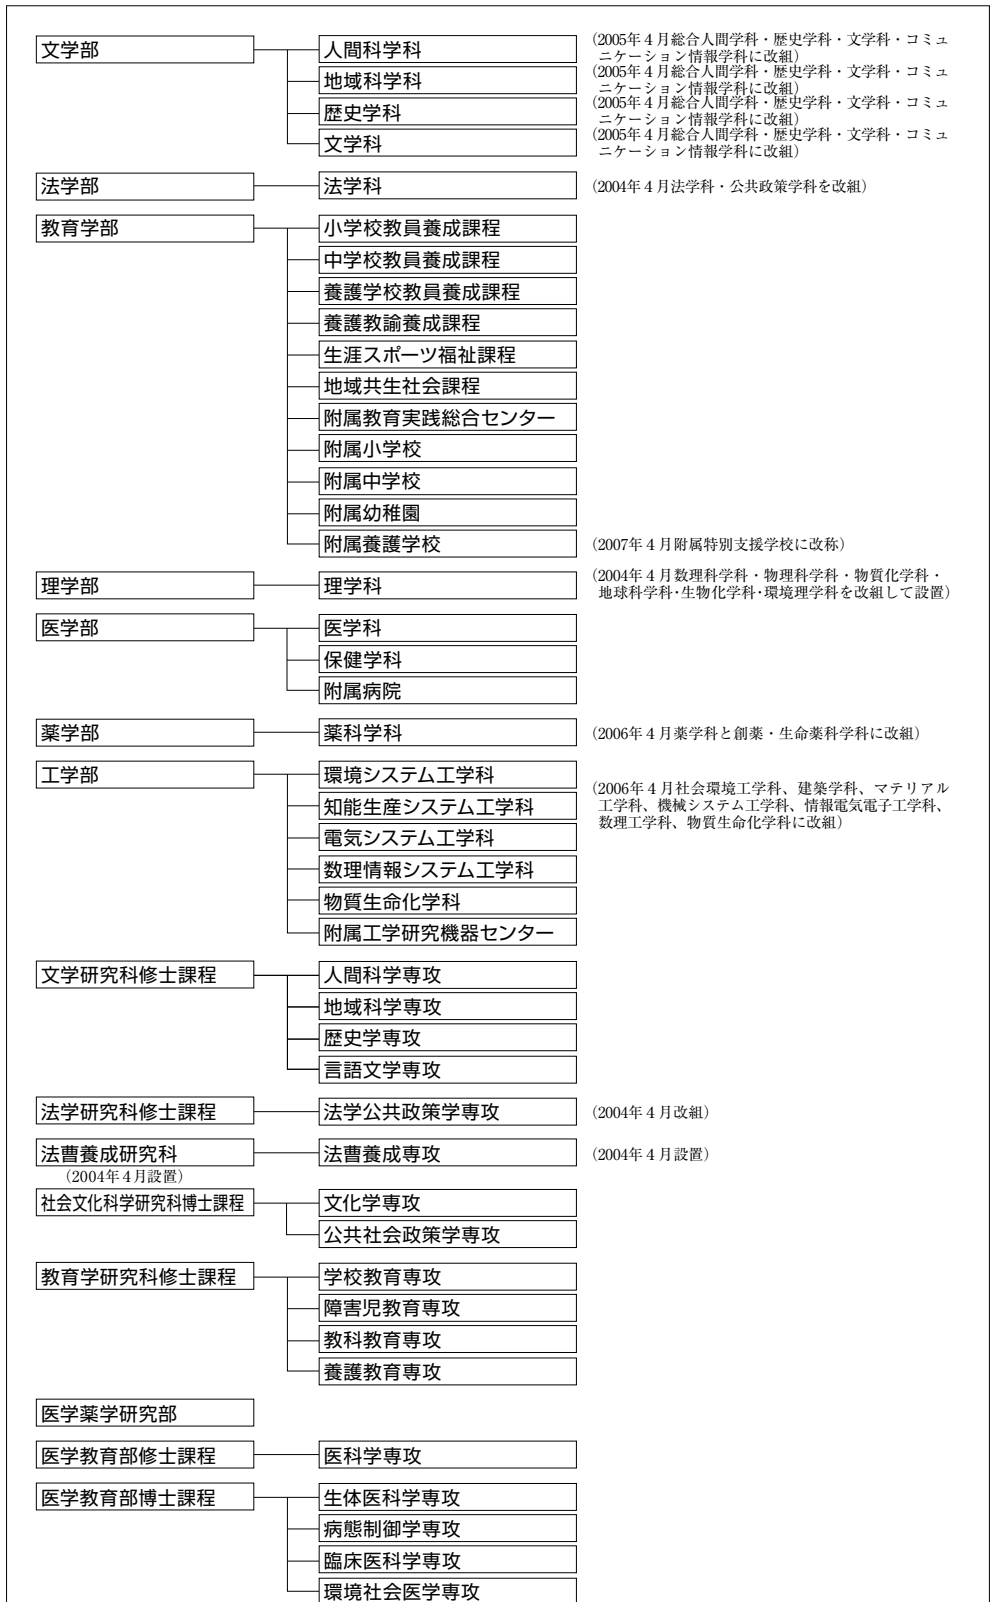 文学部
人間科学科
(2005年4月総合人間学科・歴史学科・文学科・コミュ
ニケーション情報学科に改組)
地域科学科
(2005年4月総合人間学科・歴史学科・文学科・コミュ
ニケーション情報学科に改組)
歴史学科
(2005年4月総合人間学科・歴史学科・文学科・コミュ
ニケーション情報学科に改組)
文学科
(2005年4月総合人間学科・歴史学科・文学科・コミュ
ニケーション情報学科に改組)
法学部
法学科
(2004年4月法学科・公共政策学科を改組)
教育学部
小学校教員養成課程
中学校教員養成課程
養護学校教員養成課程
養護教諭養成課程
生涯スポーツ福祉課程
地域共生社会課程
附属教育実践総合センター
附属小学校
附属中学校
附属幼稚園
附属養護学校
(2007年4月附属特別支援学校に改称)
理学部
理学科
(2004年4月数理科学科・物理科学科・物質化学科・
地球科学科・生物化学科・環境理学科を改組して設置)
医学部
医学科
保健学科
附属病院
薬学部
薬科学科
(2006年4月薬学科と創薬・生命薬科学科に改組)
工学部
環境システム工学科
知能生産システム工学科
(2006年4月社会環境工学科、建築学科、マテリアル
工学科、機械システム工学科、情報電気電子工学科、
数理工学科、物質生命化学科に改組)
電気システム工学科
数理情報システム工学科
物質生命化学科
附属工学研究機器センター
文学研究科修士課程
人間科学専攻
地域科学専攻
歴史学専攻
言語文学専攻
法学研究科修士課程
法学公共政策学専攻
(2004年4月改組)
法曹養成研究科
(2004年4月設置)
法曹養成専攻
(2004年4月設置)
社会文化科学研究科博士課程
文化学専攻
公共社会政策学専攻
教育学研究科修士課程
学校教育専攻
障害児教育専攻
教科教育専攻
養護教育専攻
医学薬学研究部
医学教育部修士課程
医科学専攻
医学教育部博士課程
生体医科学専攻
病態制御学専攻
臨床医科学専攻
環境社会医学専攻